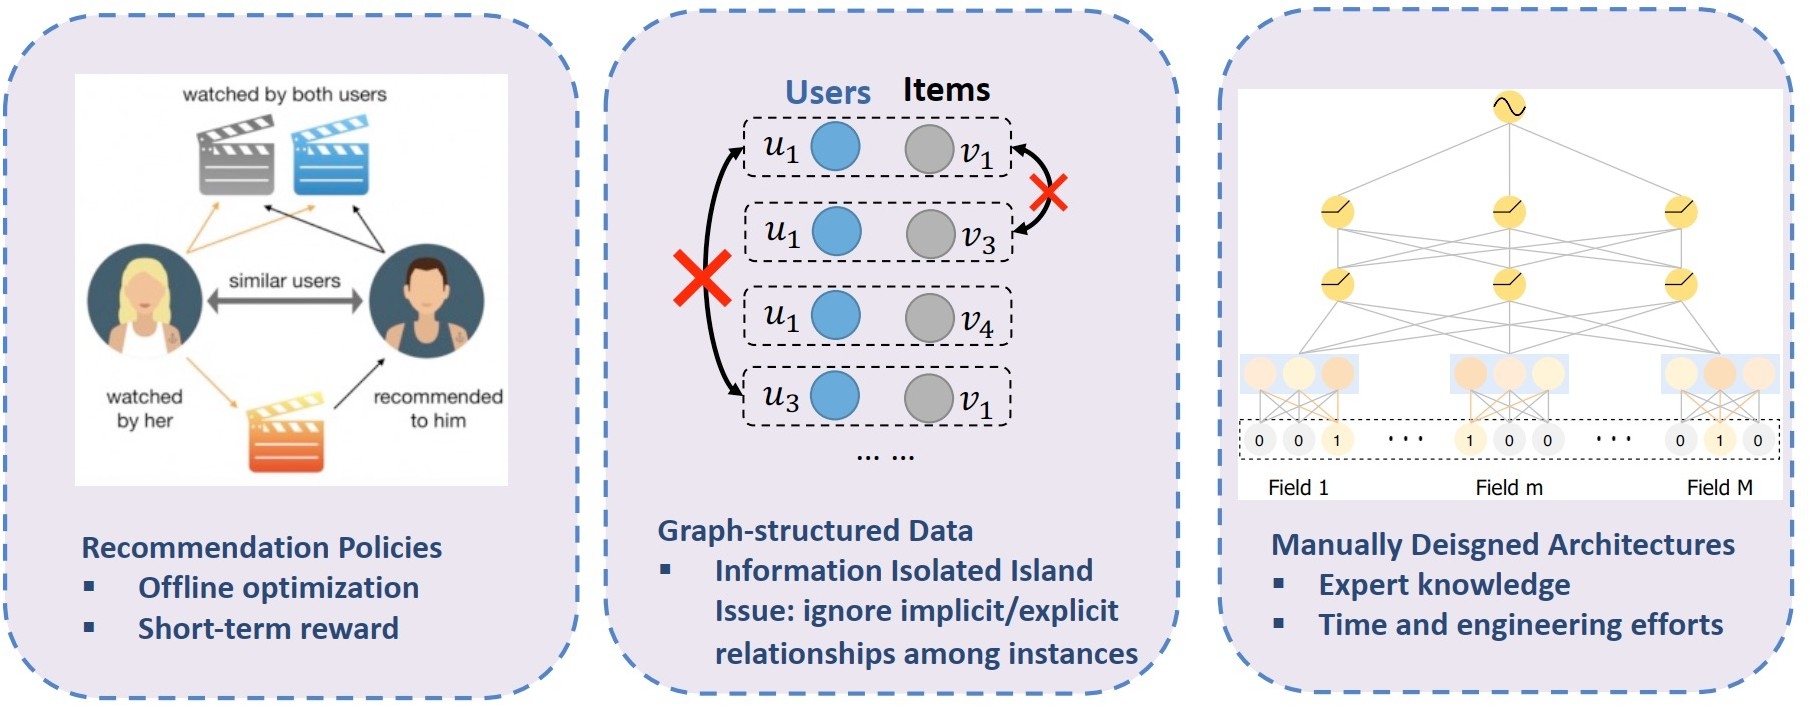 watched by both users
similar users
watched
by her
recommended
to him
Recommendation Policies
▪ Offline optimization
▪ Short-term reward
Users Items
u1 v1
u1 v3
u1 v4
u3 v1
... ...
Graph-structured Data
▪ Information Isolated Island
Issue: ignore implicit/explicit
relationships among instances
0 0 1 ... 1 0 0 ... 0 1 0
Field 1 Field m Field M
Manually Deisgned Architectures
▪ Expert knowledge
▪ Time and engineering efforts